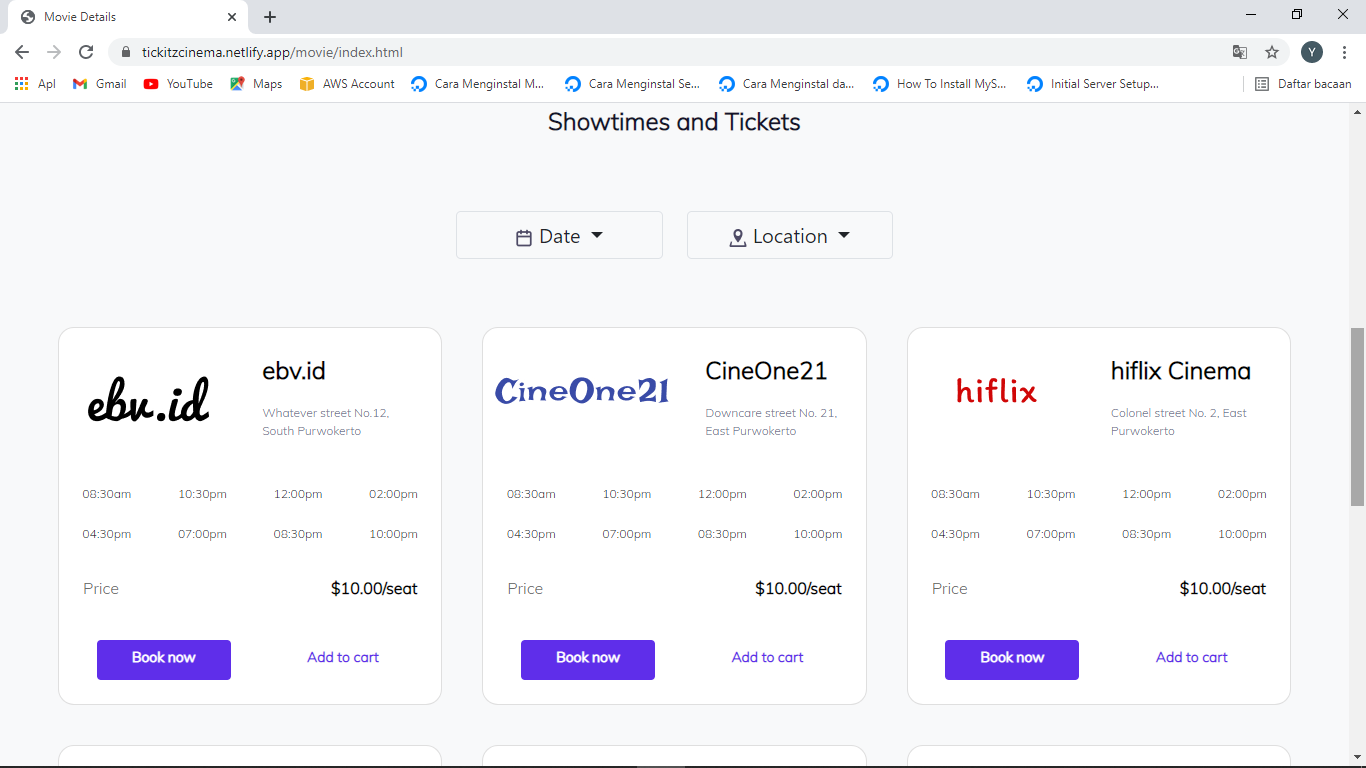 Movie Details
tickitzcinema.netlify.app/movie/index.html
Y
Apl Gmail YouTube Maps AWS Account Cara Menginstal M... Cara Menginstal Se... Cara Menginstal da... How To Install MyS... Initial Server Setup... Daftar bacaan
Showtimes and Tickets
Date Location
ebv.id
ebv.id
Whatever street No.12,
South Purwokerto
08:30am 10:30pm 12:00pm 02:00pm
04:30pm 07:00pm 08:30pm 10:00pm
Price $10.00/seat
Book now Add to cart
CineOne21
CineOne21
Downcare street No. 21,
East Purwokerto
08:30am 10:30pm 12:00pm 02:00pm
04:30pm 07:00pm 08:30pm 10:00pm
Price $10.00/seat
Book now Add to cart
hiflix
hiflix Cinema
Colonel street No. 2, East
Purwokerto
08:30am 10:30pm 12:00pm 02:00pm
04:30pm 07:00pm 08:30pm 10:00pm
Price $10.00/seat
Book now Add to cart